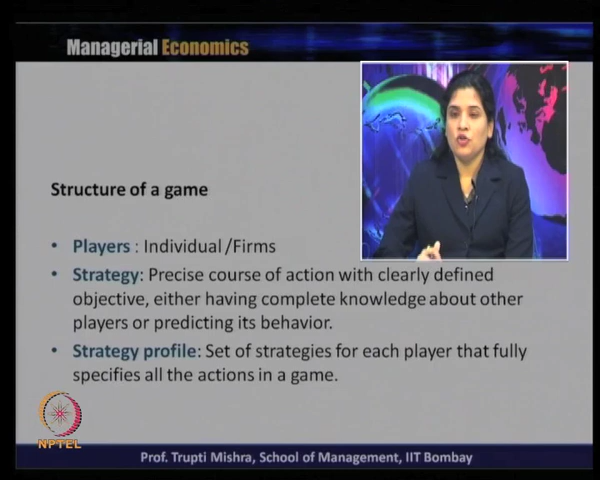 Managerial Economics
Structure of a game
• Players : Individual/Firms
• Strategy: Precise course of action with clearly defined
objective, either having complete knowledge about other
players or predicting its behavior.
• Strategy profile: Set of strategies for each player that fully
specifies all the actions in a game.
NPTEL
Prof. Trupti Mishra, School of Management, IIT Bombay